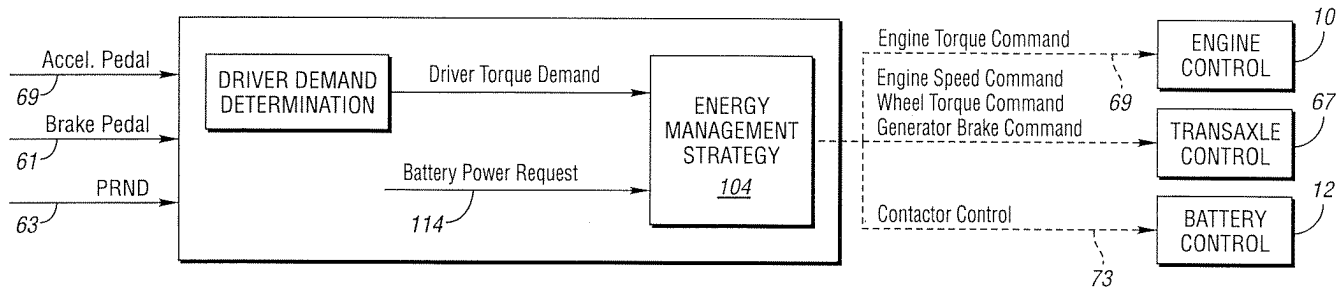 Accel. Pedal
69
Brake Pedal
61
PRND
63
DRIVER DEMAND
DETERMINATION
Driver Torque Demand
Battery Power Request
114
ENERGY
MANAGEMENT
STRATEGY
104
Engine Torque Command
69
Engine Speed Command
Wheel Torque Command
Generator Brake Command
Contactor Control
73
10
ENGINE
CONTROL
67
TRANSAXLE
CONTROL
12
BATTERY
CONTROL